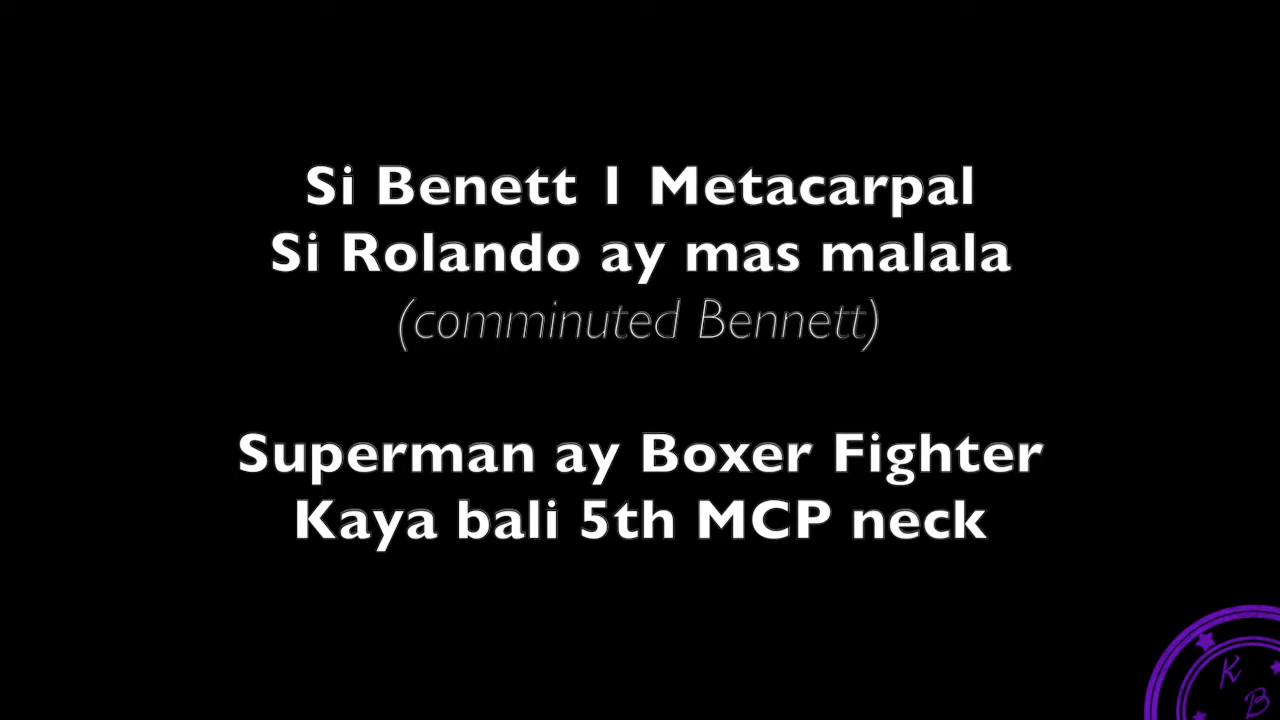 Si Benett 1 Metacarpal
Si Rolando ay mas malala
(comminuted Bennett)
Superman ay Boxer Fighter
Kaya bali 5th MCP neck
K
B